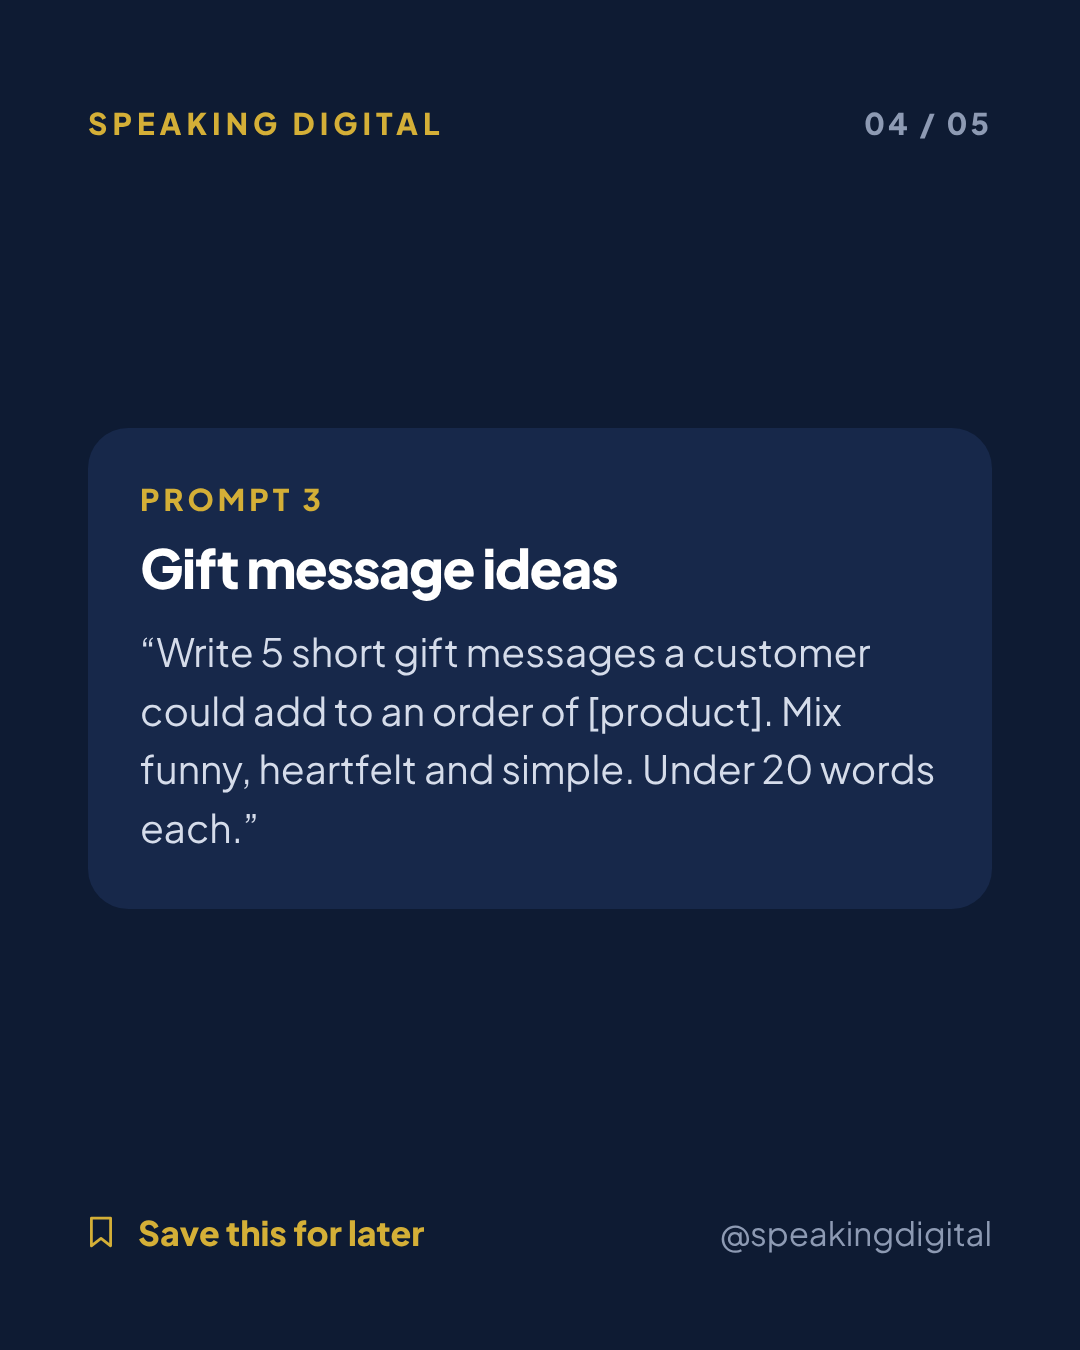 SPEAKING DIGITAL
04 / 05
PROMPT 3
Gift message ideas
“Write 5 short gift messages a customer
could add to an order of [product]. Mix
funny, heartfelt and simple. Under 20 words
each.”
Save this for later
@speakingdigital